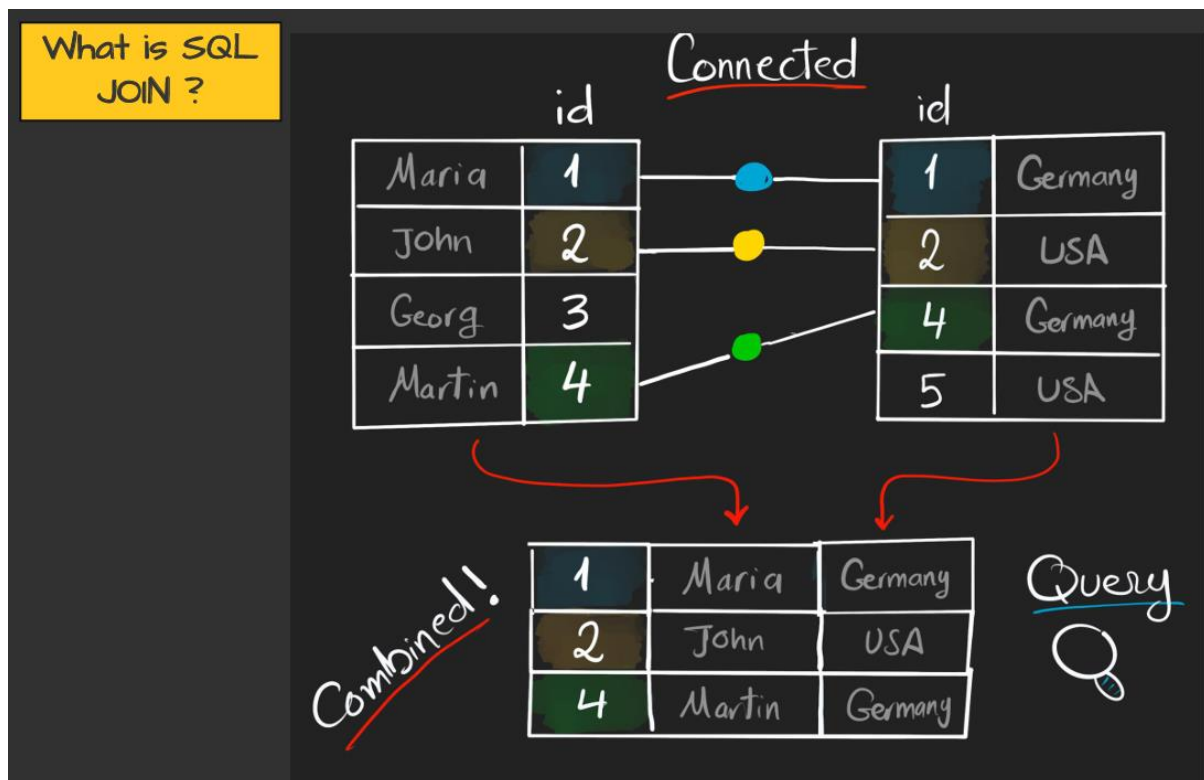 What is SQL
JOIN ?
Connected
id
id
Maria 1
1 Germany
John 2
2 USA
Georg 3
4 Germany
Martin 4
5 USA
Combined!
1 Maria Germany
2 John USA
4 Martin Germany
Query